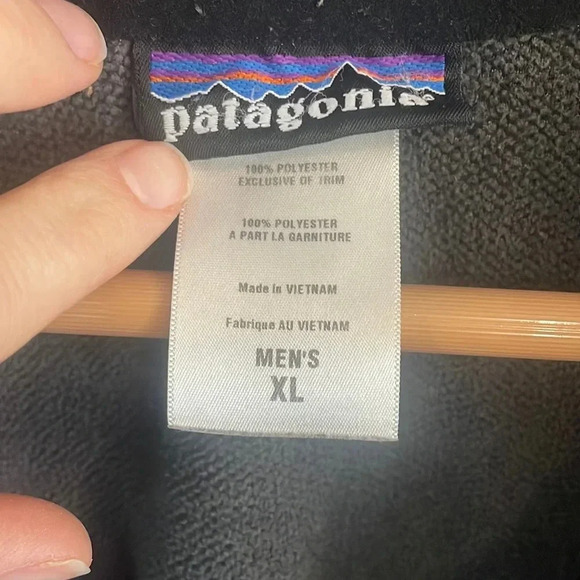 patagonia
100% POLYESTER
EXCLUSIVE OF TRIM
100% POLYESTER
A PART LA GARNITURE
Made in VIETNAM
Fabrique AU VIETNAM
MEN'S
XL